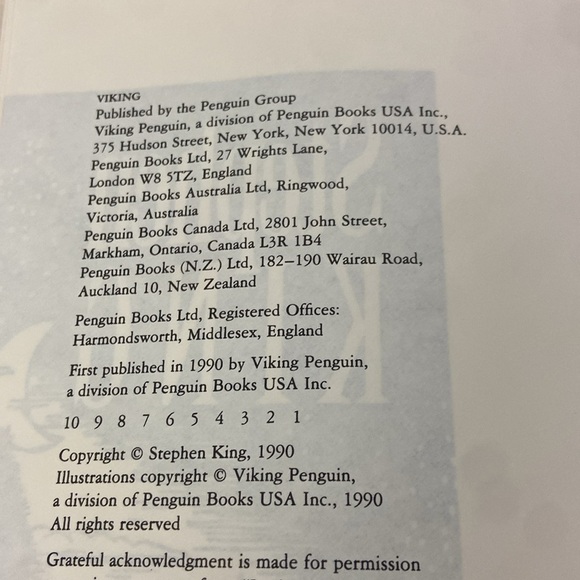 VIKING
Published by the Penguin Group
Viking Penguin, a division of Penguin Books USA Inc.,
375 Hudson Street, New York, New York 10014, U.S.A.
Penguin Books Ltd, 27 Wrights Lane,
London W8 5TZ, England
Penguin Books Australia Ltd, Ringwood,
Victoria, Australia
Penguin Books Canada Ltd, 2801 John Street,
Markham, Ontario, Canada L3R 1B4
Penguin Books (N.Z.) Ltd, 182–190 Wairau Road,
Auckland 10, New Zealand
Penguin Books Ltd, Registered Offices:
Harmondsworth, Middlesex, England
First published in 1990 by Viking Penguin,
a division of Penguin Books USA Inc.
10 9 8 7 6 5 4 3 2 1
Copyright © Stephen King, 1990
Illustrations copyright © Viking Penguin,
a division of Penguin Books USA Inc., 1990
All rights reserved
Grateful acknowledgment is made for permission